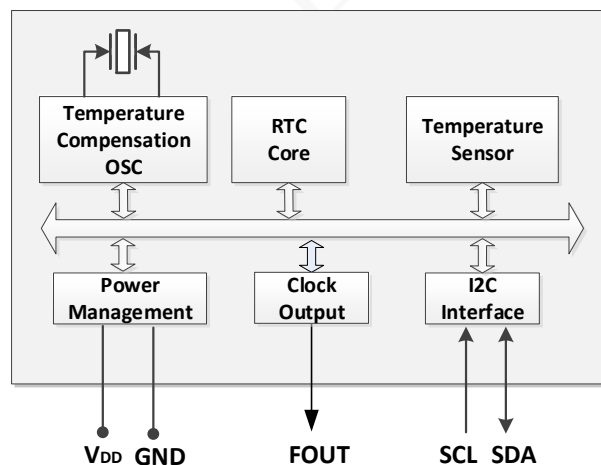 Temperature
Compensation
OSC
RTC
Core
Temperature
Sensor
Power
Management
Clock
Output
I2C
Interface
VDD GND FOUT SCL SDA